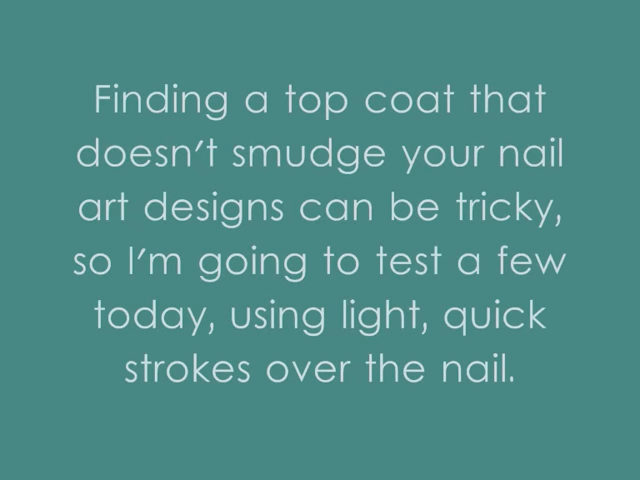 Finding a top coat that
doesn't smudge your nail
art designs can be tricky,
so I'm going to test a few
today, using light, quick
strokes over the nail.